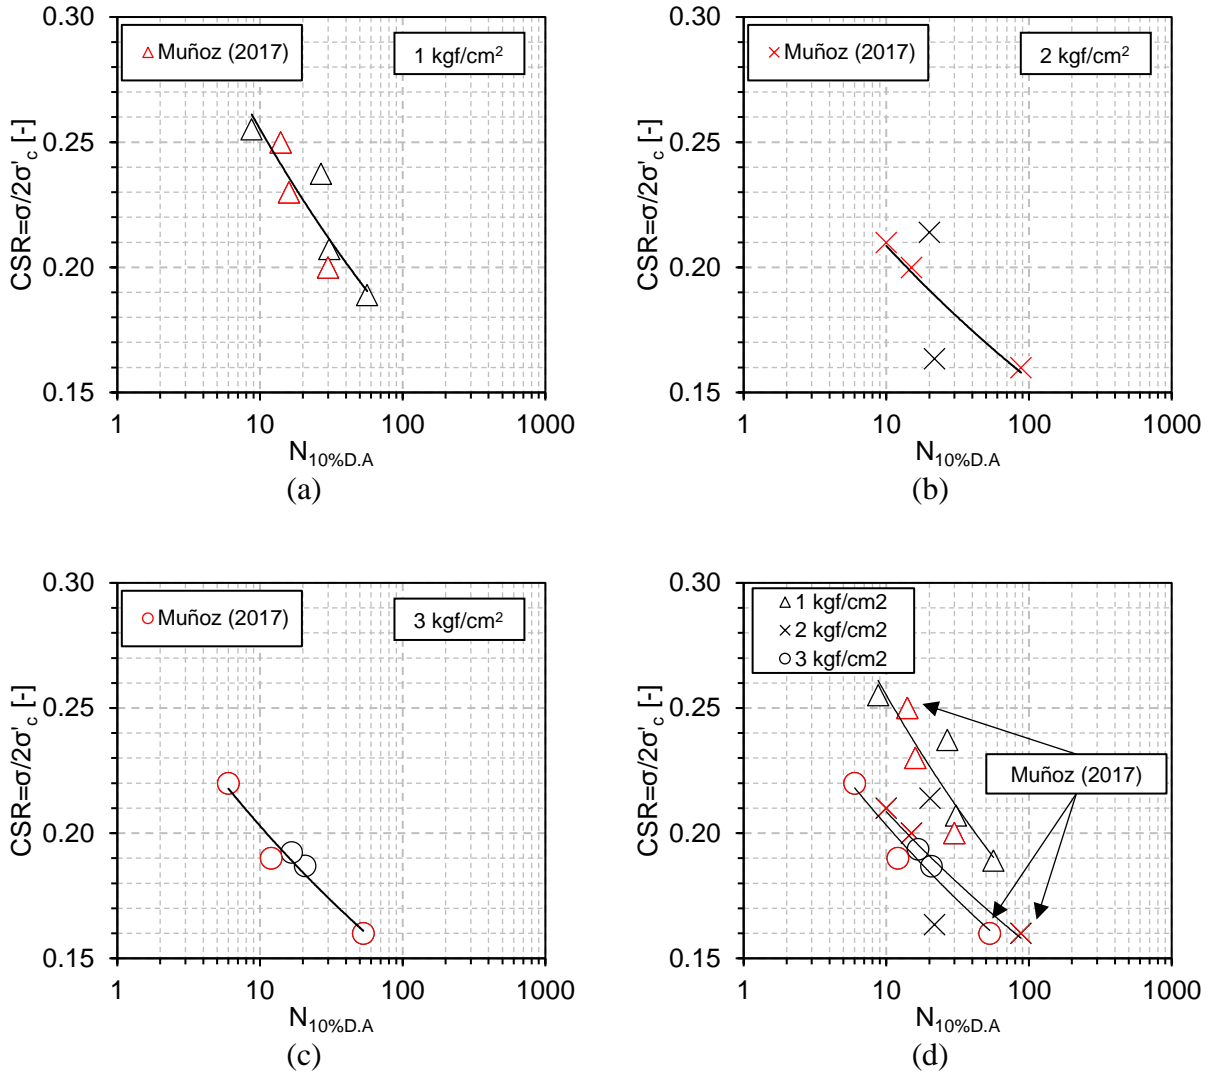 Muñoz (2017)
1 kgf/cm²
0.30
0.25
0.20
0.15
CSR=σ/2σ'c [-]
1 10 100 1000
N10%D.A
(a)
Muñoz (2017)
2 kgf/cm²
0.30
0.25
0.20
0.15
CSR=σ/2σ'c [-]
1 10 100 1000
N10%D.A
(b)
Muñoz (2017)
3 kgf/cm²
0.30
0.25
0.20
0.15
CSR=σ/2σ'c [-]
1 10 100 1000
N10%D.A
(c)
1 kgf/cm2
2 kgf/cm2
3 kgf/cm2
Muñoz (2017)
0.30
0.25
0.20
0.15
CSR=σ/2σ'c [-]
1 10 100 1000
N10%D.A
(d)